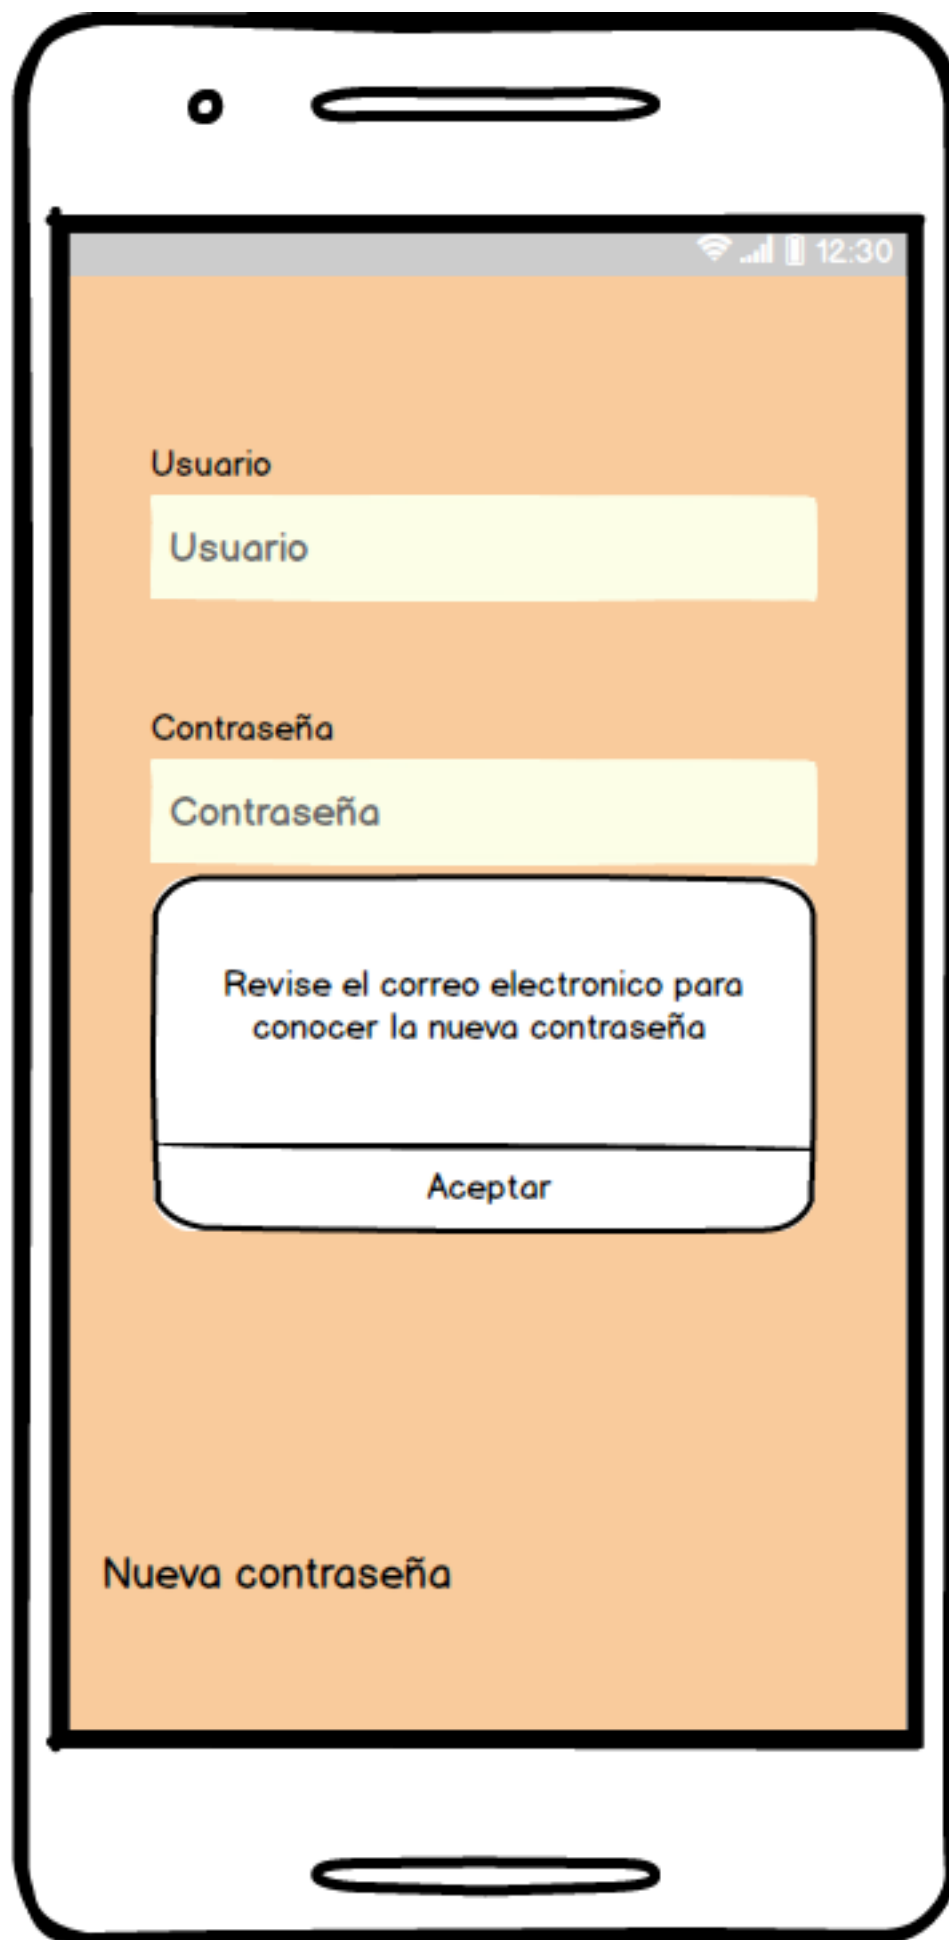 12:30
Usuario
Usuario
Contraseña
Contraseña
Revise el correo electronico para
conocer la nueva contraseña
Aceptar
Nueva contraseña